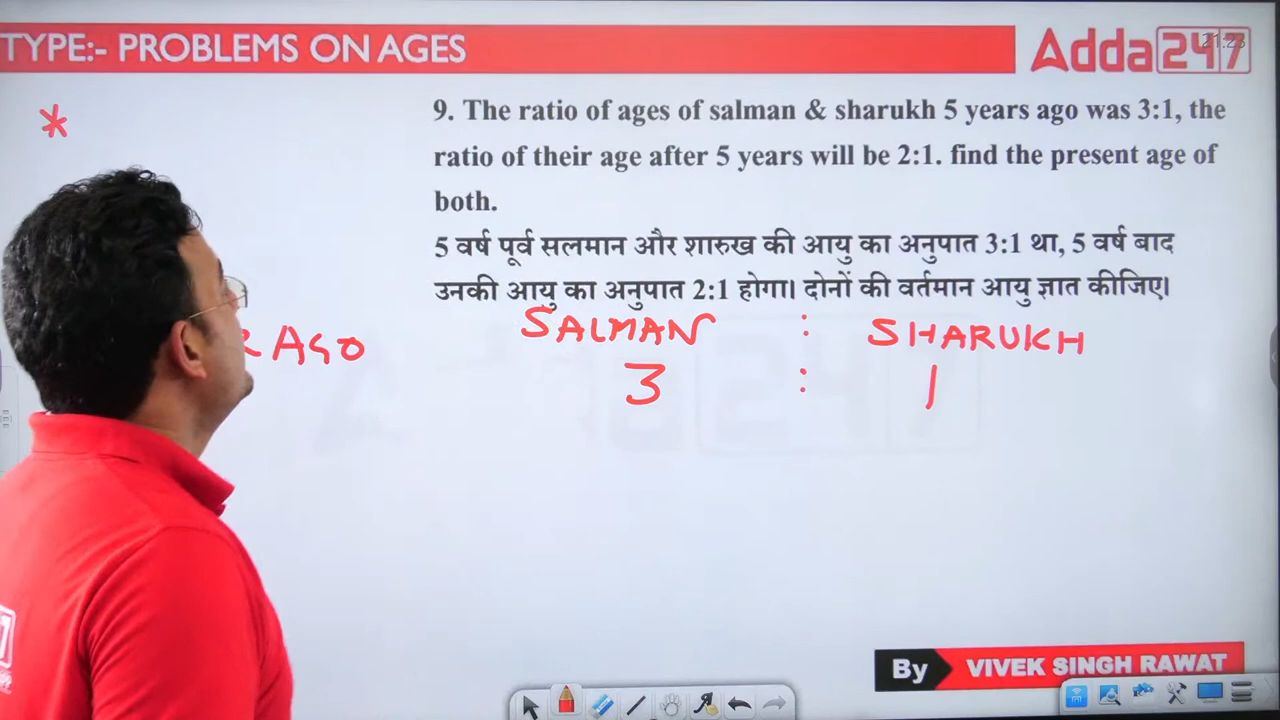 TYPE:- PROBLEMS ON AGES
Adda247
21:23
9. The ratio of ages of salman & sharukh 5 years ago was 3:1, the
ratio of their age after 5 years will be 2:1. find the present age of
both.
5 वर्ष पूर्व सलमान और शारुख की आयु का अनुपात 3:1 था, 5 वर्ष बाद
उनकी आयु का अनुपात 2:1 होगा। दोनों की वर्तमान आयु ज्ञात कीजिए।
SALMAN : SHARUKH
AGO
3 : 1
By VIVEK SINGH RAWAT